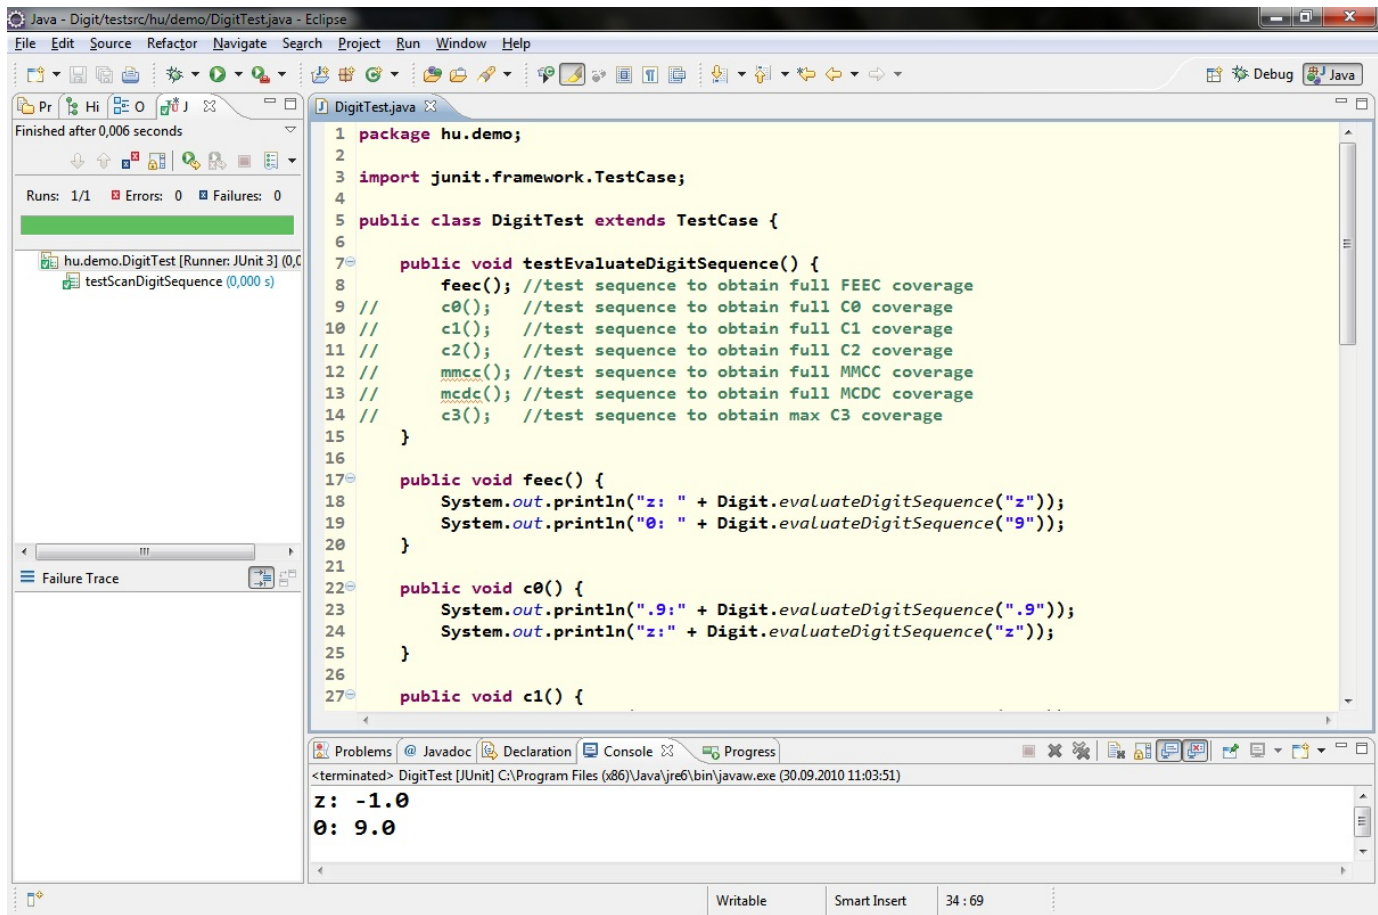 Java - Digit/testsrc/hu/demo/DigitTest.java - Eclipse
File Edit Source Refactor Navigate Search Project Run Window Help
Debug Java
Pr Hi O J
Finished after 0,006 seconds
Runs: 1/1 Errors: 0 Failures: 0
hu.demo.DigitTest [Runner: JUnit 3] (0,0
testScanDigitSequence (0,000 s)
Failure Trace
DigitTest.java
1 package hu.demo;
2
3 import junit.framework.TestCase;
4
5 public class DigitTest extends TestCase {
6
7 public void testEvaluateDigitSequence() {
8 feec(); //test sequence to obtain full FEEC coverage
9 // c0(); //test sequence to obtain full C0 coverage
10 // c1(); //test sequence to obtain full C1 coverage
11 // c2(); //test sequence to obtain full C2 coverage
12 // mmcc(); //test sequence to obtain full MMCC coverage
13 // mcdc(); //test sequence to obtain full MCDC coverage
14 // c3(); //test sequence to obtain max C3 coverage
15 }
16
17 public void feec() {
18 System.out.println("z: " + Digit.evaluateDigitSequence("z"));
19 System.out.println("0: " + Digit.evaluateDigitSequence("9"));
20 }
21
22 public void c0() {
23 System.out.println(".9:" + Digit.evaluateDigitSequence(".9"));
24 System.out.println("z:" + Digit.evaluateDigitSequence("z"));
25 }
26
27 public void c1() {
Problems @ Javadoc Declaration Console Progress
<terminated> DigitTest [JUnit] C:\Program Files (x86)\Java\jre6\bin\javaw.exe (30.09.2010 11:03:51)
z: -1.0
0: 9.0
Writable Smart Insert 34 : 69